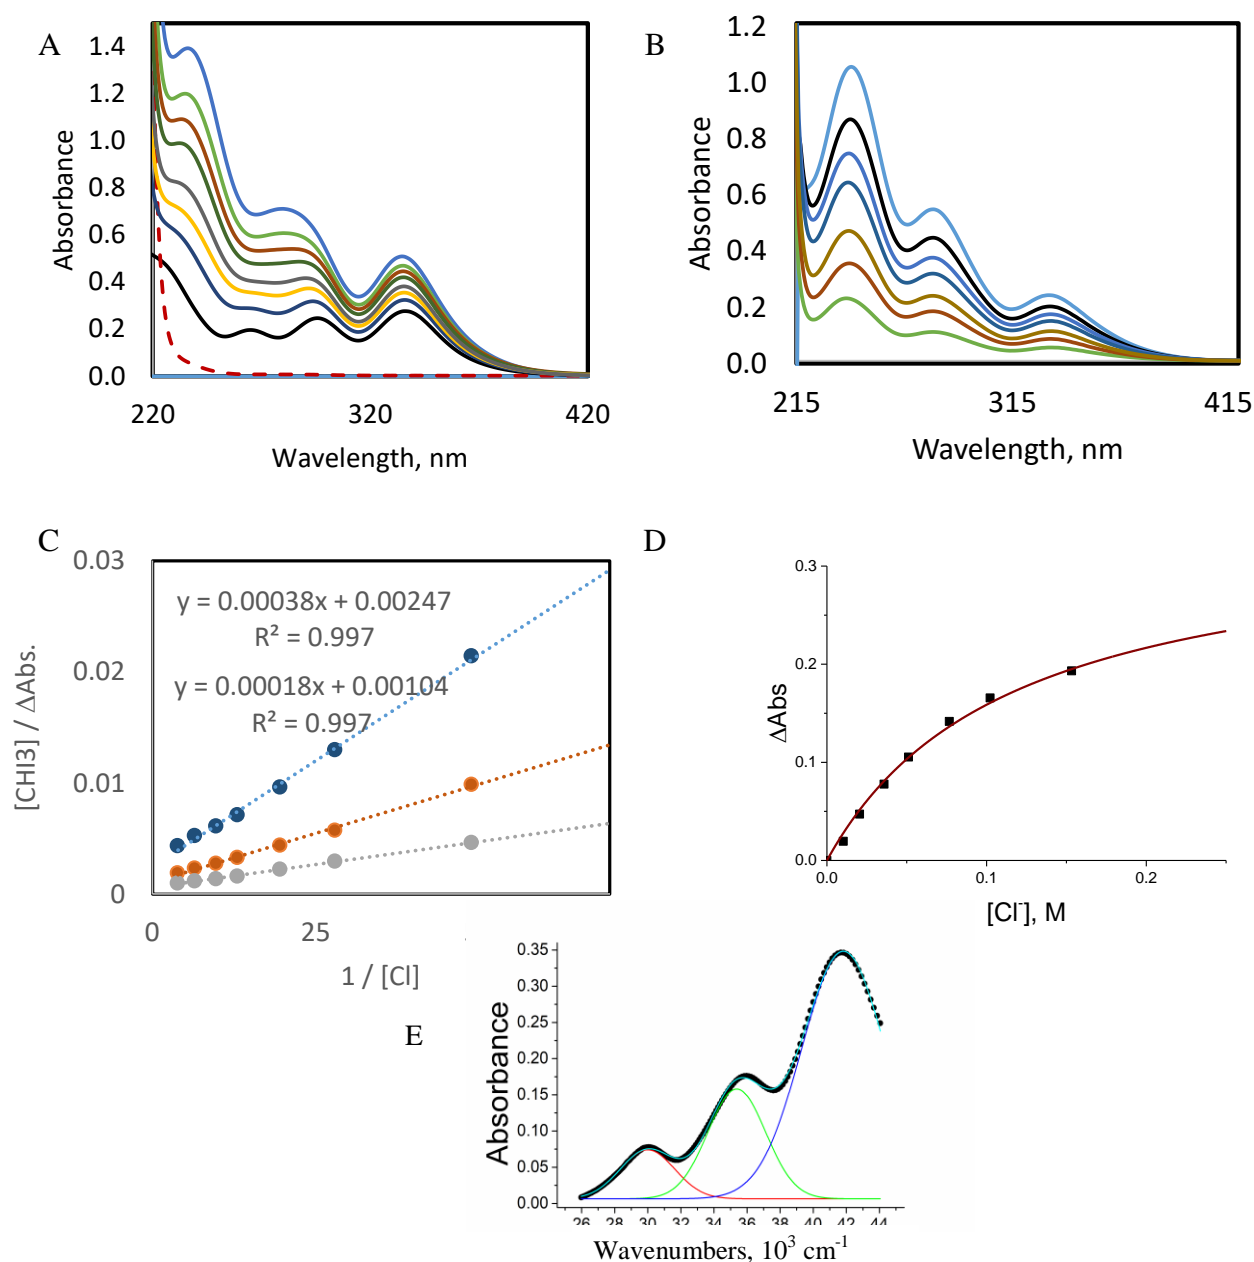 A
1.4
1.2
1.0
0.8
0.6
0.4
0.2
0.0
Absorbance
220
320
420
Wavelength, nm
B
1.2
1.0
0.8
0.6
0.4
0.2
0.0
Absorbance
215
315
415
Wavelength, nm
C
0.03
0.02
0.01
0
[CHI3] / ΔAbs.
y = 0.00038x + 0.00247
R² = 0.997
y = 0.00018x + 0.00104
R² = 0.997
0
25
1 / [Cl]
D
0.3
0.2
0.1
0.0
ΔAbs
0.0
0.1
0.2
[Cl⁻], M
E
0.35
0.30
0.25
0.20
0.15
0.10
0.05
0.00
Absorbance
26 28 30 32 34 36 38 40 42 44
Wavenumbers, 10³ cm⁻¹